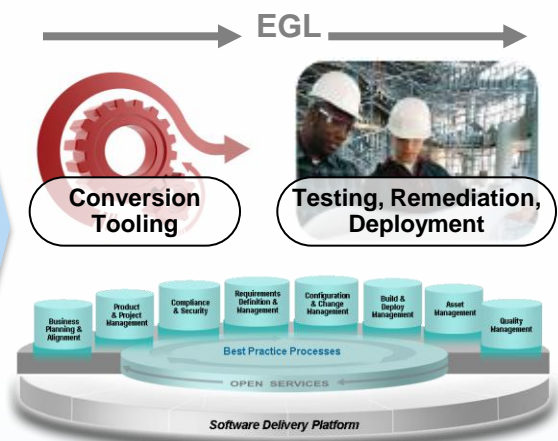 EGL
Conversion
Tooling
Testing, Remediation,
Deployment
Business
Planning &
Alignment
Product
& Project
Management
Compliance
& Security
Requirements
Definition &
Management
Configuration
& Change
Management
Build &
Deploy
Management
Asset
Management
Quality
Management
Best Practice Processes
OPEN SERVICES
Software Delivery Platform